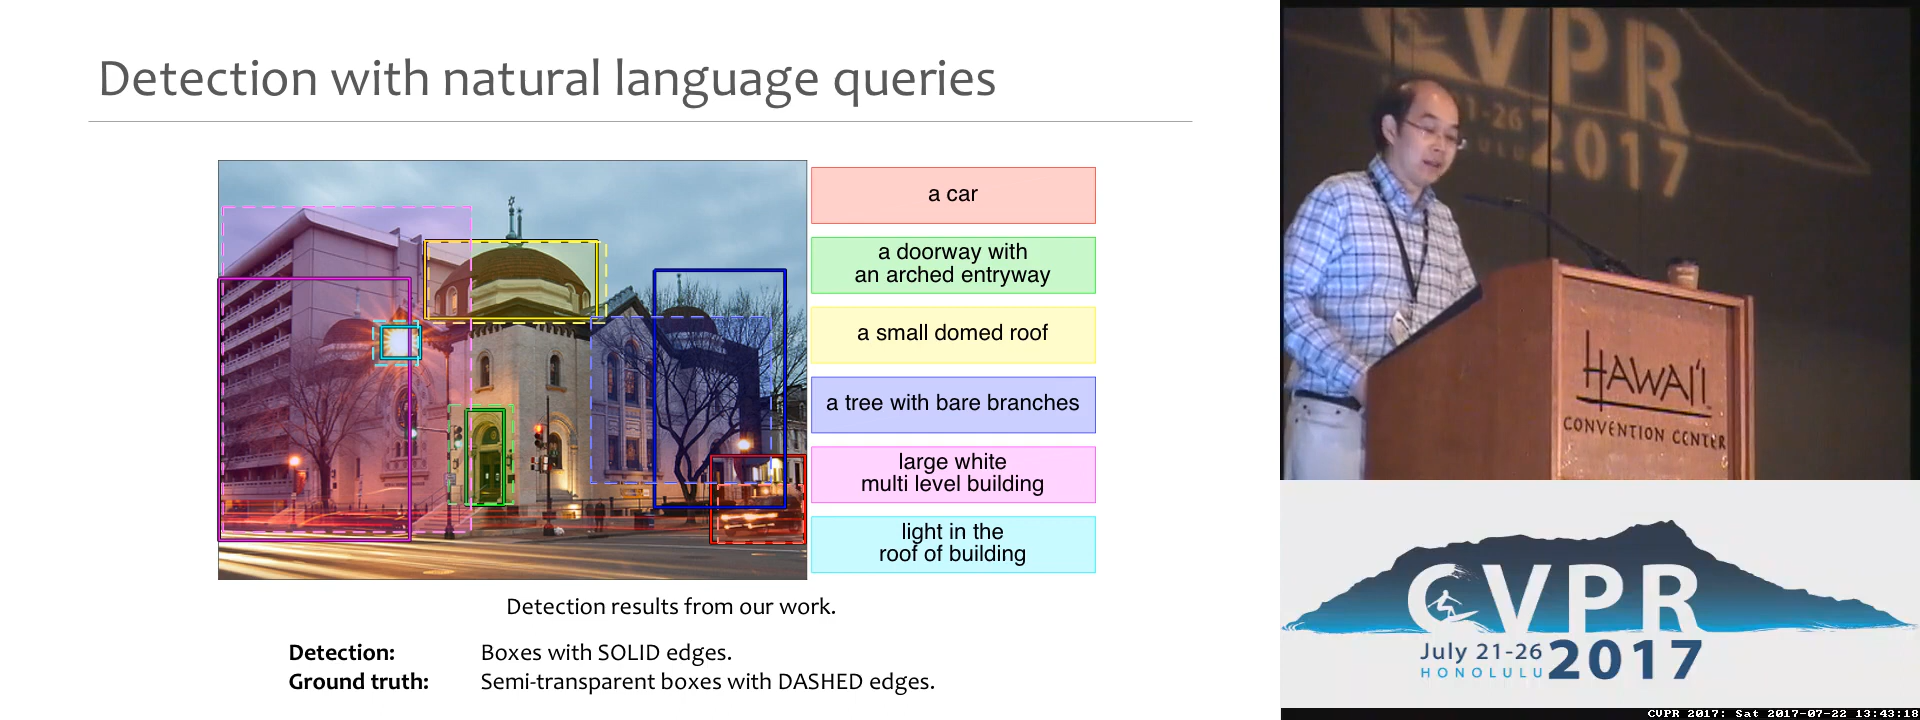 Detection with natural language queries
a car
a doorway with
an arched entryway
a small domed roof
a tree with bare branches
large white
multi level building
light in the
roof of building
Detection results from our work.
Detection: Boxes with SOLID edges.
Ground truth: Semi-transparent boxes with DASHED edges.
CVPR
1-26
2017
HAWAI'I
CONVENTION CENTER
CVPR
July 21-26
HONOLULU
2017
CVPR 2017: Sat 2017-07-22 13:43:18